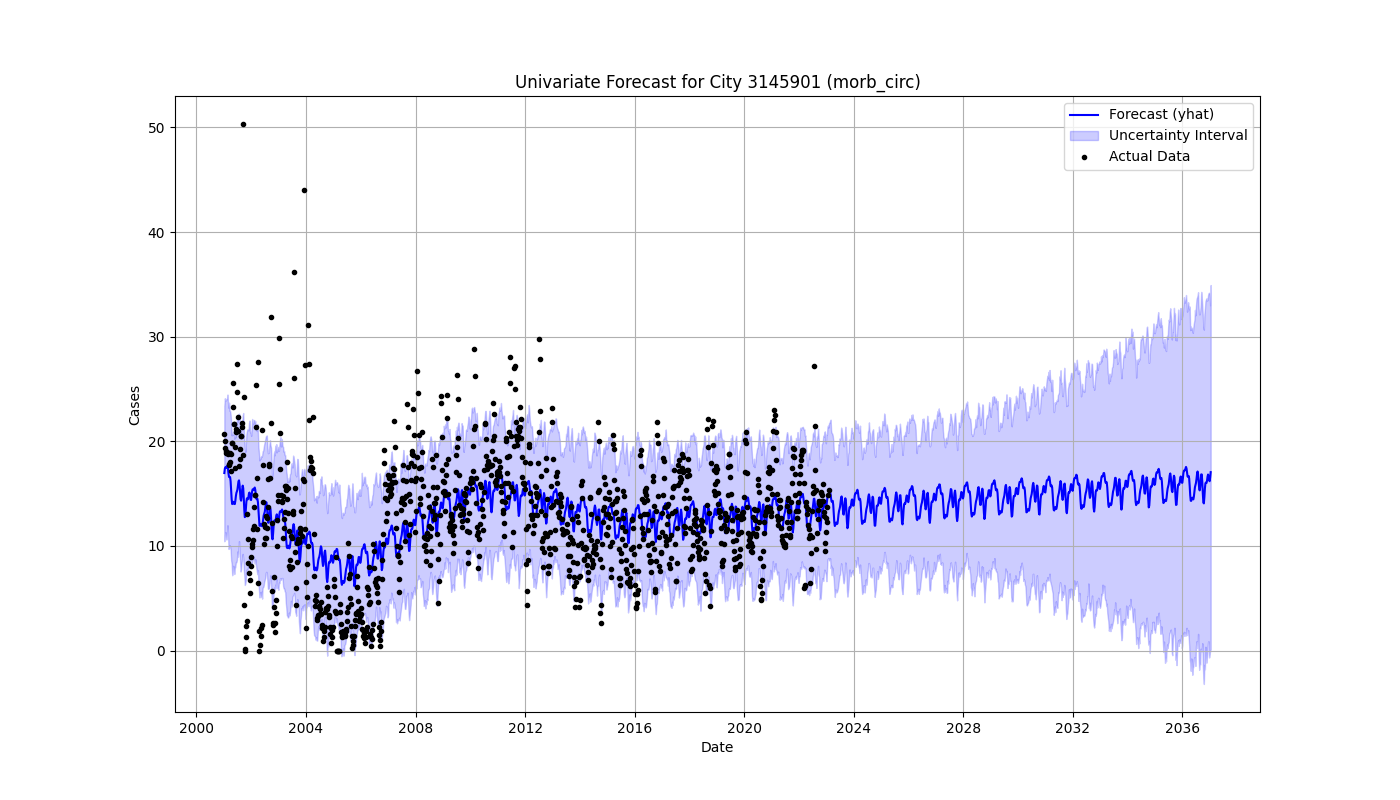 Univariate Forecast for City 3145901 (morb_circ)
Forecast (yhat)
Uncertainty Interval
Actual Data
50
40
30
20
10
0
Cases
2000 2004 2008 2012 2016 2020 2024 2028 2032 2036
Date